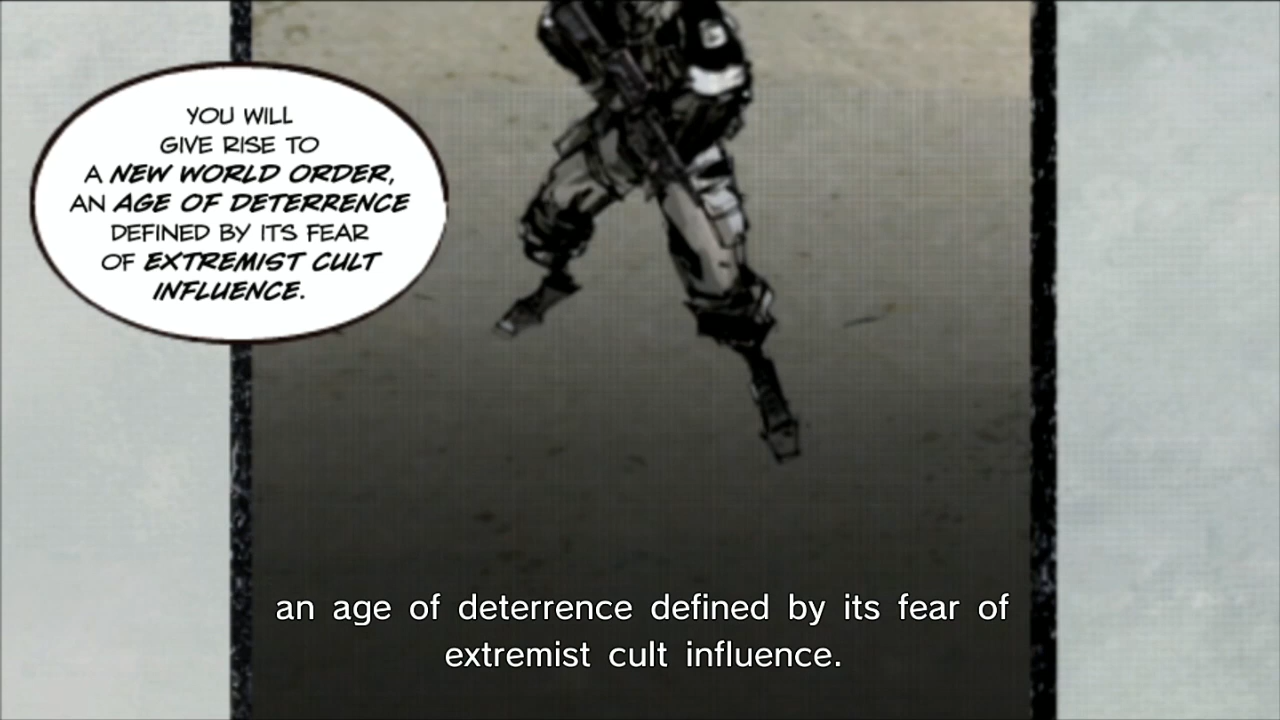 YOU WILL
GIVE RISE TO
A NEW WORLD ORDER,
AN AGE OF DETERRENCE
DEFINED BY ITS FEAR
OF EXTREMIST CULT
INFLUENCE.
an age of deterrence defined by its fear of
extremist cult influence.